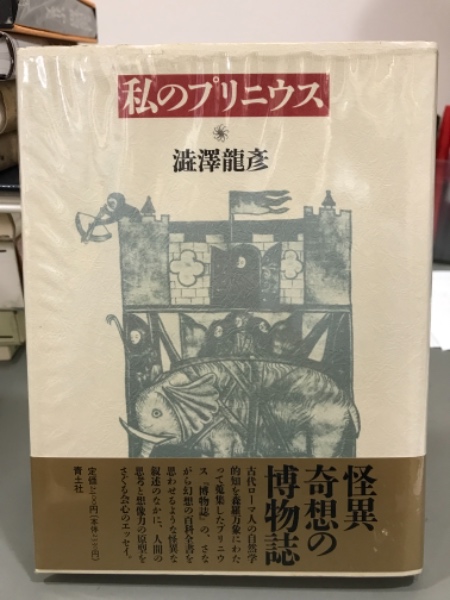 私のプリニウス
澁澤龍彦
怪異
奇想の
博物誌
古代ローマ人の自然学
的知を森羅万象にわた
って蒐集したプリニウ
ス『博物誌』の、さな
がら幻想の百科全書を
思わせるような怪異な
叙述のなかに、人間の
思考と想像力の原型を
さぐる会心のエッセイ。
青土社